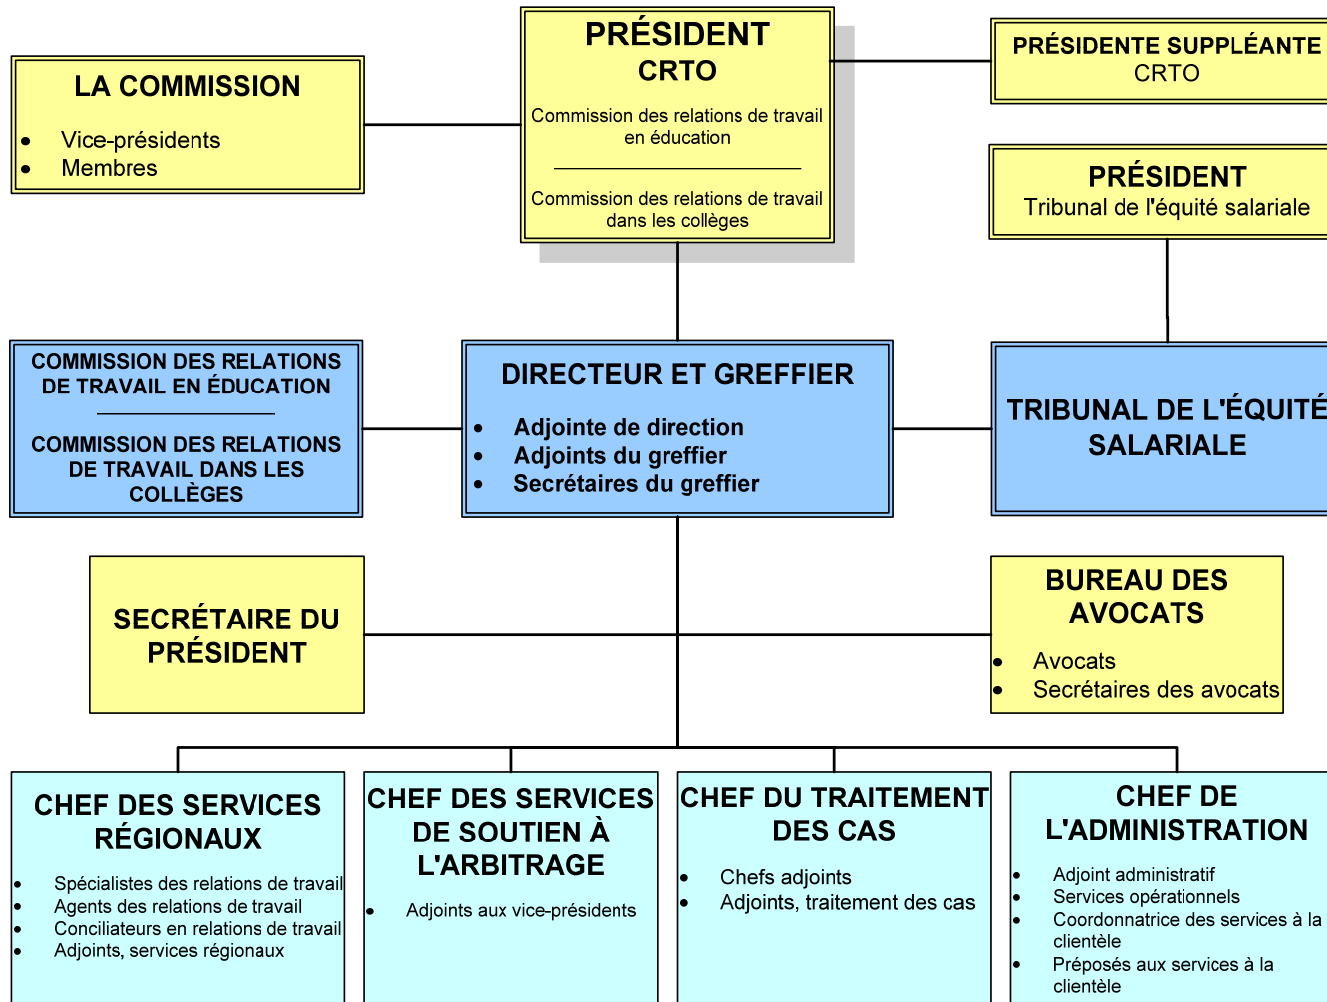 PRÉSIDENT
CRTO
Commission des relations de travail
en éducation
Commission des relations de travail
dans les collèges
PRÉSIDENTE SUPPLÉANTE
CRTO
LA COMMISSION
• Vice-présidents
• Membres
PRÉSIDENT
Tribunal de l'équité salariale
COMMISSION DES RELATIONS
DE TRAVAIL EN ÉDUCATION
COMMISSION DES RELATIONS
DE TRAVAIL DANS LES
COLLÈGES
DIRECTEUR ET GREFFIER
• Adjointe de direction
• Adjoints du greffier
• Secrétaires du greffier
TRIBUNAL DE L'ÉQUITÉ
SALARIALE
SECRÉTAIRE DU
PRÉSIDENT
BUREAU DES
AVOCATS
• Avocats
• Secrétaires des avocats
CHEF DES SERVICES
RÉGIONAUX
• Spécialistes des relations de travail
• Agents des relations de travail
• Conciliateurs en relations de travail
• Adjoints, services régionaux
CHEF DES SERVICES
DE SOUTIEN À
L'ARBITRAGE
• Adjoints aux vice-présidents
CHEF DU TRAITEMENT
DES CAS
• Chefs adjoints
• Adjoints, traitement des cas
CHEF DE
L'ADMINISTRATION
• Adjoint administratif
• Services opérationnels
• Coordonnatrice des services à la
clientèle
• Préposés aux services à la
clientèle